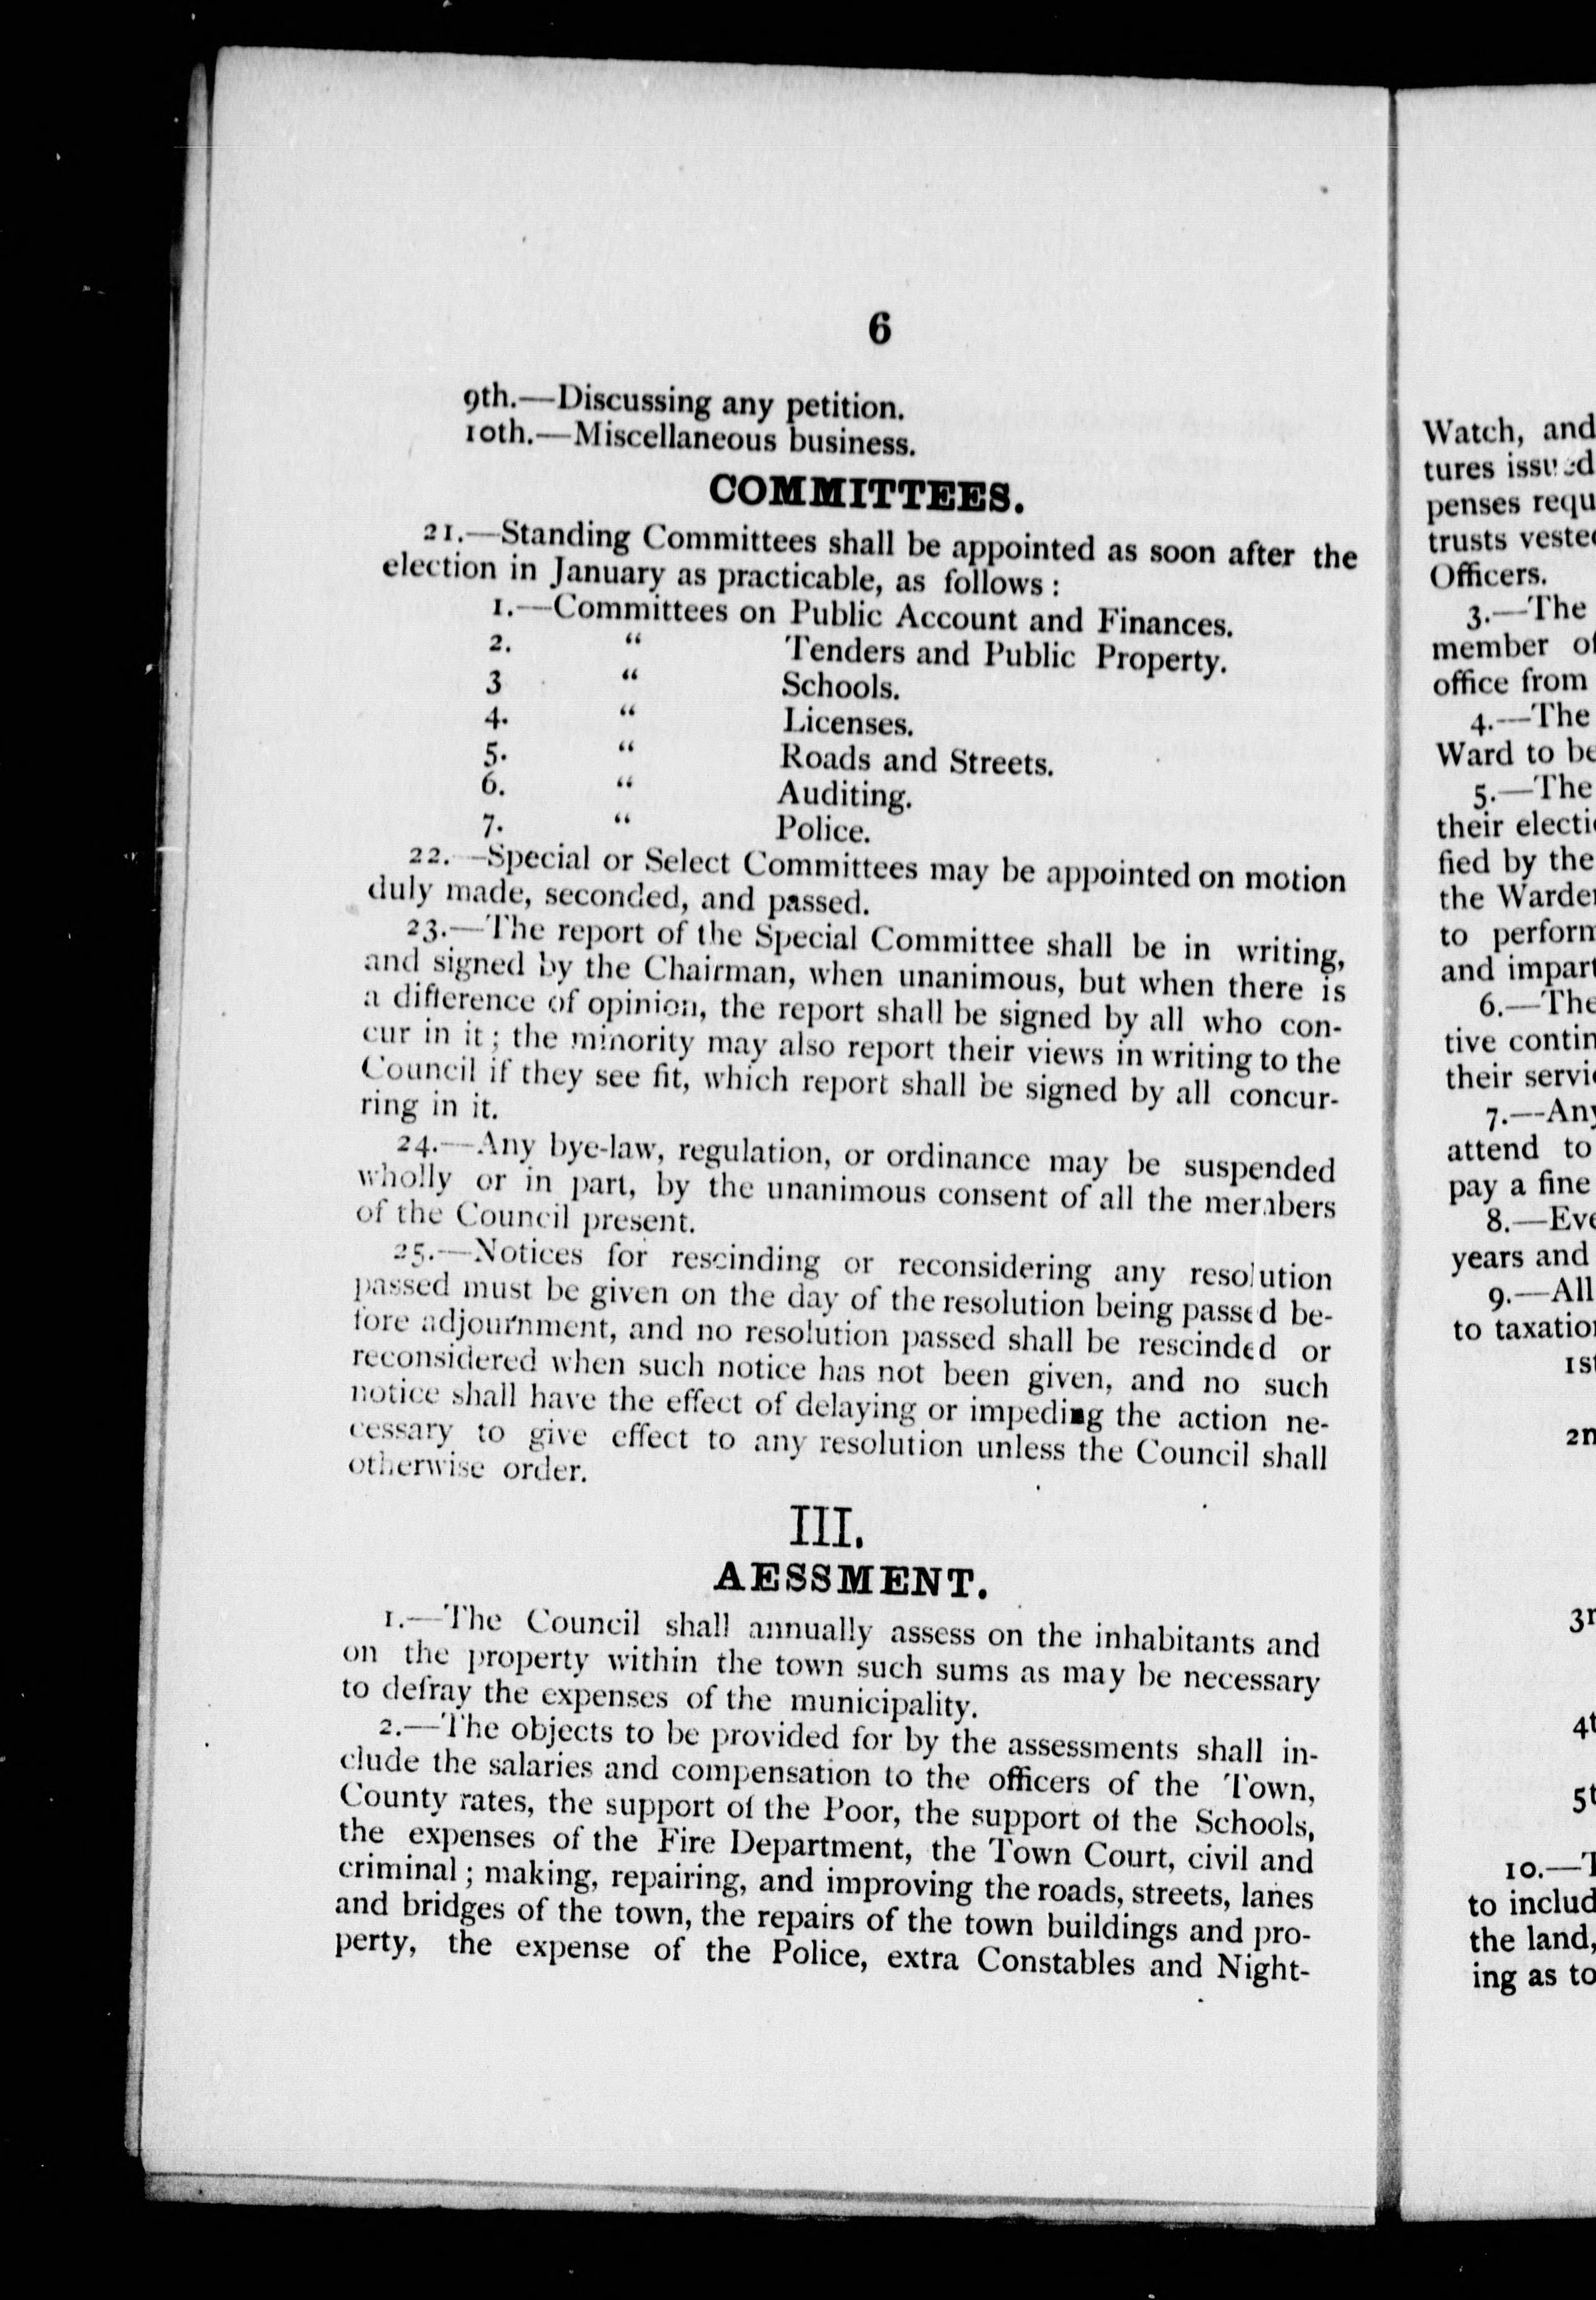 6
9th.—Discussing any petition.
10th.—Miscellaneous business.
COMMITTEES.
21.—Standing Committees shall be appointed as soon after the
election in January as practicable, as follows :
1.—Committees on Public Account and Finances.
2. “ Tenders and Public Property.
3 “ Schools.
4. “ Licenses.
5. “ Roads and Streets.
6. “ Auditing.
7. “ Police.
22.—Special or Select Committees may be appointed on motion
duly made, seconded, and passed.
23.—The report of the Special Committee shall be in writing,
and signed by the Chairman, when unanimous, but when there is
a difference of opinion, the report shall be signed by all who con-
cur in it ; the minority may also report their views in writing to the
Council if they see fit, which report shall be signed by all concur-
ring in it.
24.—Any bye-law, regulation, or ordinance may be suspended
wholly or in part, by the unanimous consent of all the members
of the Council present.
25.—Notices for rescinding or reconsidering any resolution
passed must be given on the day of the resolution being passed be-
fore adjournment, and no resolution passed shall be rescinded or
reconsidered when such notice has not been given, and no such
notice shall have the effect of delaying or impeding the action ne-
cessary to give effect to any resolution unless the Council shall
otherwise order.
III.
AESSMENT.
1.—The Council shall annually assess on the inhabitants and
on the property within the town such sums as may be necessary
to defray the expenses of the municipality.
2.—The objects to be provided for by the assessments shall in-
clude the salaries and compensation to the officers of the Town,
County rates, the support of the Poor, the support of the Schools,
the expenses of the Fire Department, the Town Court, civil and
criminal ; making, repairing, and improving the roads, streets, lanes
and bridges of the town, the repairs of the town buildings and pro-
perty, the expense of the Police, extra Constables and Night-
Watch, and
tures issued
penses requ
trusts veste
Officers.
3.—The
member of
office from
4.—The
Ward to be
5.—The
their electi
fied by the
the Warde
to perform
and impart
6.—The
tive contin
their servi
7.—Any
attend to
pay a fine
8.—Eve
years and
9.—All
to taxatio
1st
2n
3r
4t
5t
10.—T
to includ
the land,
ing as to